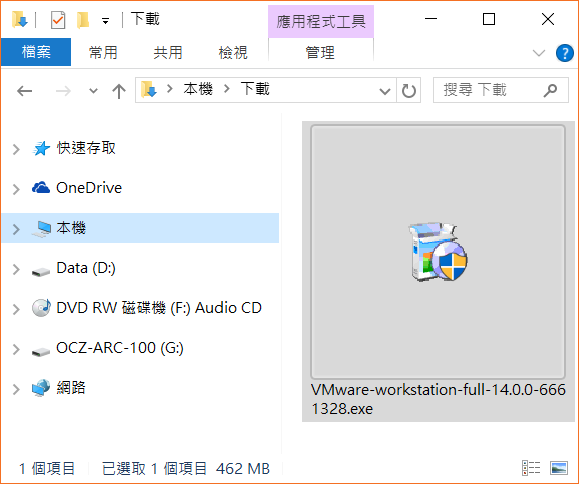 下載
應用程式工具
檔案
常用
共用
檢視
管理
本機
下載
搜尋 下載
快速存取
OneDrive
本機
Data (D:)
DVD RW 磁碟機 (F:) Audio CD
OCZ-ARC-100 (G:)
網路
VMware-workstation-full-14.0.0-666
1328.exe
1 個項目
已選取 1 個項目 462 MB